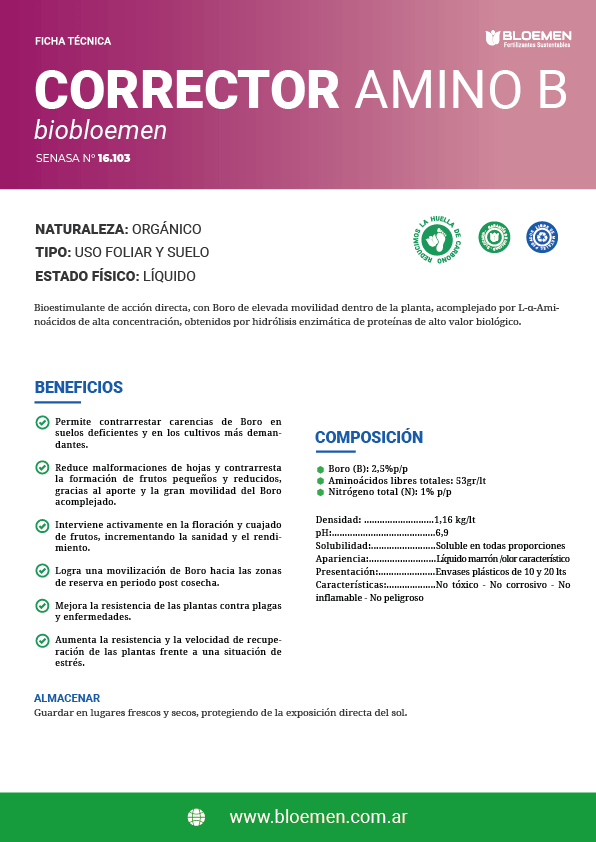 FICHA TÉCNICA
BLOEMEN
Fertilizantes Sustentables
CORRECTOR AMINO B
biobloemen
SENASA Nº 16.103
NATURALEZA: ORGÁNICO
TIPO: USO FOLIAR Y SUELO
ESTADO FÍSICO: LÍQUIDO
REDUCIMOS LA HUELLA DE CARBONO
Bioestimulante de acción directa, con Boro de elevada movilidad dentro de la planta, acomplejado por L-α-Ami-
noácidos de alta concentración, obtenidos por hidrólisis enzimática de proteínas de alto valor biológico.
BENEFICIOS
Permite contrarrestar carencias de Boro en
suelos deficientes y en los cultivos más deman-
dantes.
Reduce malformaciones de hojas y contrarresta
la formación de frutos pequeños y reducidos,
gracias al aporte y la gran movilidad del Boro
acomplejado.
Interviene activamente en la floración y cuajado
de frutos, incrementando la sanidad y el rendi-
miento.
Logra una movilización de Boro hacia las zonas
de reserva en periodo post cosecha.
Mejora la resistencia de las plantas contra plagas
y enfermedades.
Aumenta la resistencia y la velocidad de recupe-
ración de las plantas frente a una situación de
estrés.
COMPOSICIÓN
Boro (B): 2,5%p/p
Aminoácidos libres totales: 53gr/lt
Nitrógeno total (N): 1% p/p
Densidad: ...........................1,16 kg/lt
pH:........................................6,9
Solubilidad:.........................Soluble en todas proporciones
Apariencia:..........................Líquido marrón /olor característico
Presentación:......................Envases plásticos de 10 y 20 lts
Características:...................No tóxico - No corrosivo - No
inflamable - No peligroso
ALMACENAR
Guardar en lugares frescos y secos, protegiendo de la exposición directa del sol.
www.bloemen.com.ar